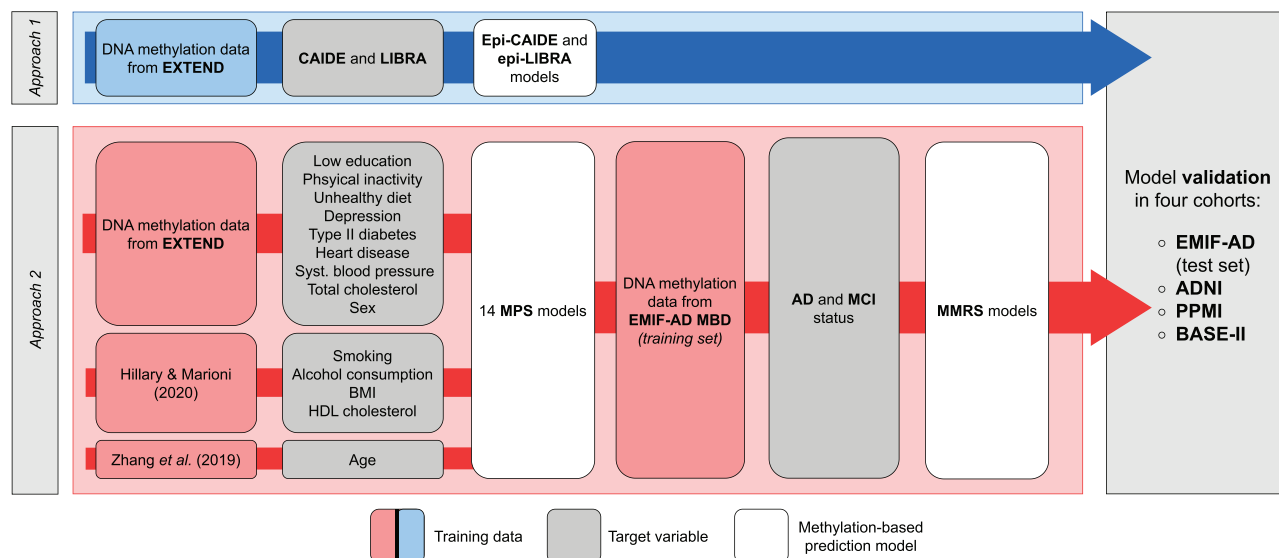 Approach 1
DNA methylation data
from EXTEND
CAIDE and LIBRA
Epi-CAIDE and
epi-LIBRA
models
Approach 2
DNA methylation data
from EXTEND
Low education
Phsyical inactivity
Unhealthy diet
Depression
Type II diabetes
Heart disease
Syst. blood pressure
Total cholesterol
Sex
Hillary & Marioni
(2020)
Smoking
Alcohol consumption
BMI
HDL cholesterol
Zhang et al. (2019)
Age
14 MPS models
DNA methylation
data from
EMIF-AD MBD
(training set)
AD and MCI
status
MMRS models
Model validation
in four cohorts:
○ EMIF-AD
(test set)
○ ADNI
○ PPMI
○ BASE-II
Training data
Target variable
Methylation-based
prediction model